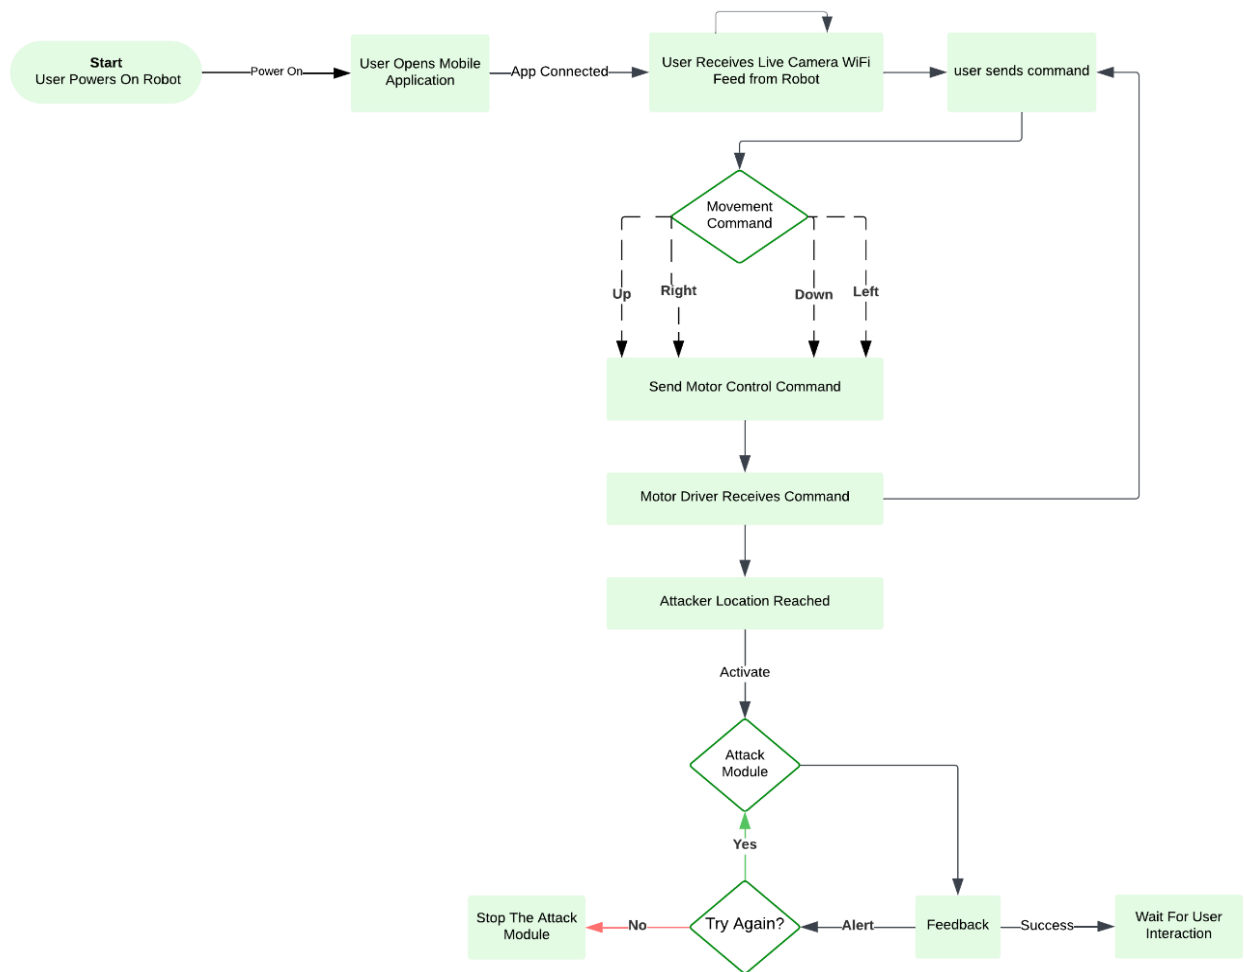 Start
User Powers On Robot
Power On
User Opens Mobile
Application
App Connected
User Receives Live Camera WiFi
Feed from Robot
user sends command
Movement
Command
Up
Right
Down
Left
Send Motor Control Command
Motor Driver Receives Command
Attacker Location Reached
Activate
Attack
Module
Yes
Stop The Attack
Module
No
Try Again?
Alert
Feedback
Success
Wait For User
Interaction